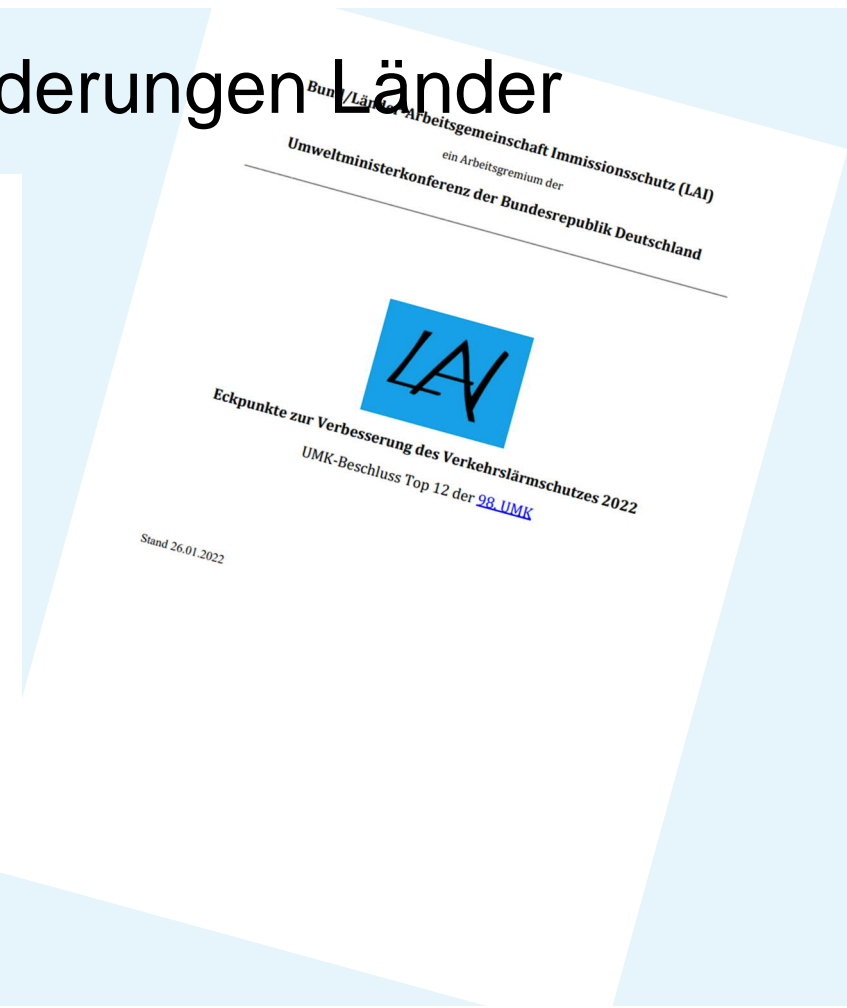 derungen Länder
Bund/Länder-Arbeitsgemeinschaft Immissionsschutz (LAI)
ein Arbeitsgremium der
Umweltministerkonferenz der Bundesrepublik Deutschland
LAI
Eckpunkte zur Verbesserung des Verkehrslärmschutzes 2022
UMK-Beschluss Top 12 der 98. UMK
Stand 26.01.2022